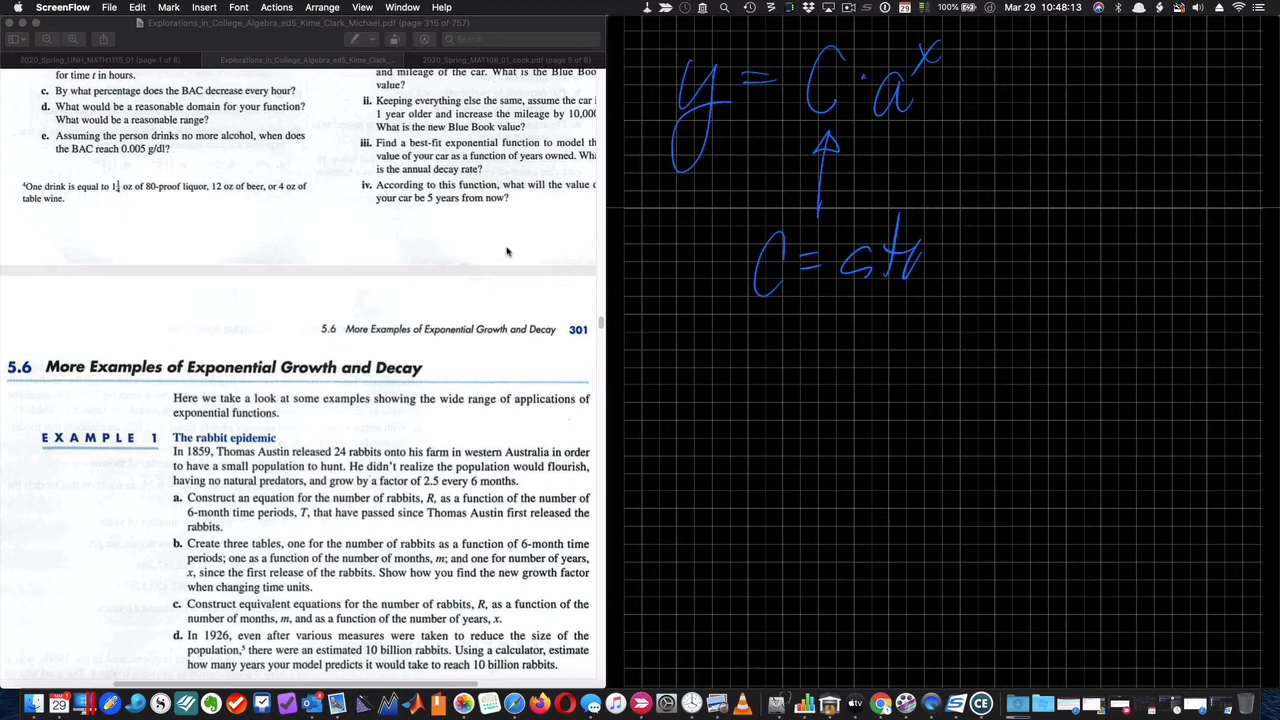 ScreenFlow File Edit Mark Insert Font Actions Arrange View Window Help 29 100% Mar 29 10:48:13
Explorations_in_College_Algebra_ed5_Kime_Clark_Michael.pdf (page 315 of 757)
Search
2020_Spring_UNH_MATH1115_01 (page 1 of 8) Explorations_in_College_Algebra_ed5_Kime_Clark_Michael.... 2020_Spring_MAT108_01_cook.pdf (page 5 of 6)
for time t in hours.
c. By what percentage does the BAC decrease every hour?
d. What would be a reasonable domain for your function?
What would be a reasonable range?
e. Assuming the person drinks no more alcohol, when does
the BAC reach 0.005 g/dl?
⁴One drink is equal to 1¼ oz of 80-proof liquor, 12 oz of beer, or 4 oz of
table wine.
and mileage of the car. What is the Blue Boo
value?
ii. Keeping everything else the same, assume the car i
1 year older and increase the mileage by 10,00
What is the new Blue Book value?
iii. Find a best-fit exponential function to model th
value of your car as a function of years owned. Wha
is the annual decay rate?
iv. According to this function, what will the value o
your car be 5 years from now?
5.6 More Examples of Exponential Growth and Decay 301
5.6 More Examples of Exponential Growth and Decay
Here we take a look at some examples showing the wide range of applications of
exponential functions.
EXAMPLE 1 The rabbit epidemic
In 1859, Thomas Austin released 24 rabbits onto his farm in western Australia in order
to have a small population to hunt. He didn't realize the population would flourish,
having no natural predators, and grow by a factor of 2.5 every 6 months.
a. Construct an equation for the number of rabbits, R, as a function of the number of
6-month time periods, T, that have passed since Thomas Austin first released the
rabbits.
b. Create three tables, one for the number of rabbits as a function of 6-month time
periods; one as a function of the number of months, m; and one for number of years,
x, since the first release of the rabbits. Show how you find the new growth factor
when changing time units.
c. Construct equivalent equations for the number of rabbits, R, as a function of the
number of months, m, and as a function of the number of years, x.
d. In 1926, even after various measures were taken to reduce the size of the
population,⁵ there were an estimated 10 billion rabbits. Using a calculator, estimate
how many years your model predicts it would take to reach 10 billion rabbits.
y = C · a^x
C =